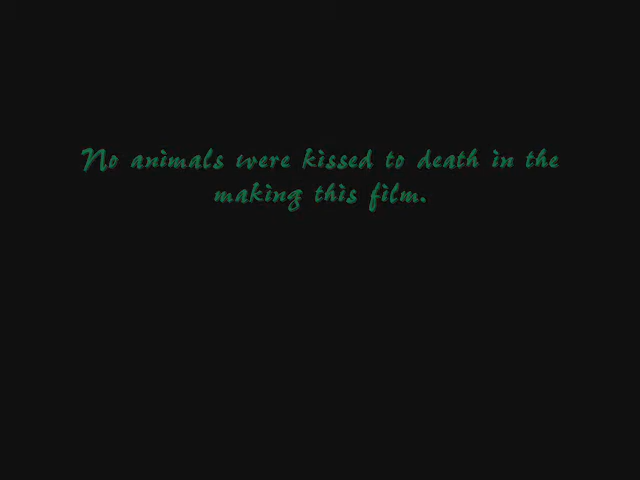 No animals were kissed to death in the
making this film.